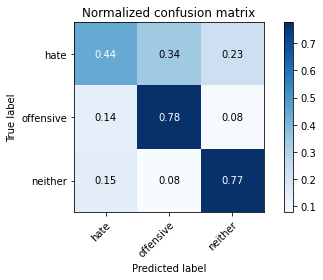 Normalized confusion matrix
True label
hate
offensive
neither
0.44 0.34 0.23
0.14 0.78 0.08
0.15 0.08 0.77
hate
offensive
neither
Predicted label
0.7
0.6
0.5
0.4
0.3
0.2
0.1